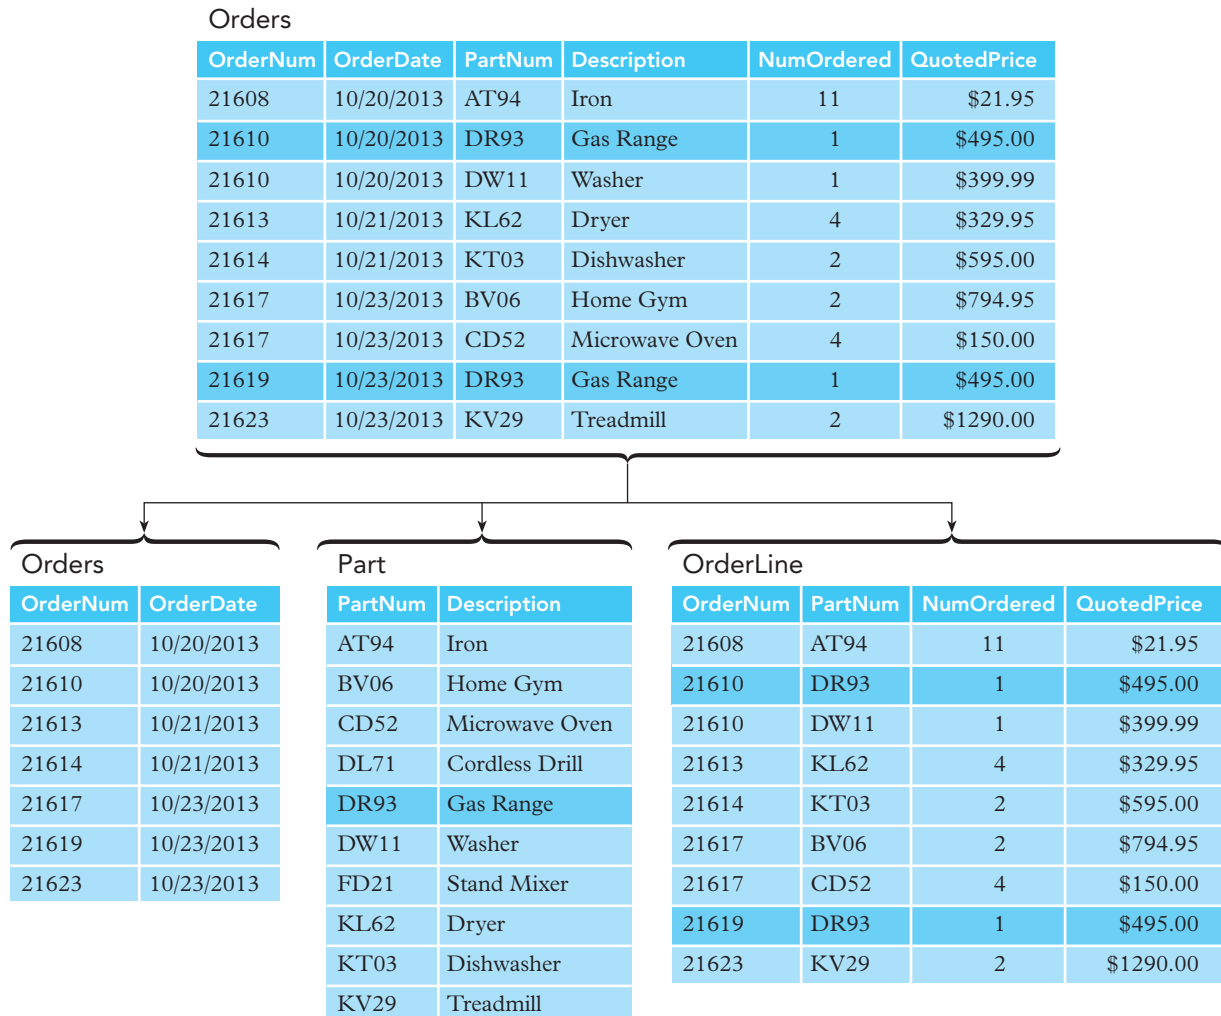 Orders
OrderNum OrderDate PartNum Description NumOrdered QuotedPrice
21608 10/20/2013 AT94 Iron 11 $21.95
21610 10/20/2013 DR93 Gas Range 1 $495.00
21610 10/20/2013 DW11 Washer 1 $399.99
21613 10/21/2013 KL62 Dryer 4 $329.95
21614 10/21/2013 KT03 Dishwasher 2 $595.00
21617 10/23/2013 BV06 Home Gym 2 $794.95
21617 10/23/2013 CD52 Microwave Oven 4 $150.00
21619 10/23/2013 DR93 Gas Range 1 $495.00
21623 10/23/2013 KV29 Treadmill 2 $1290.00
Orders
OrderNum OrderDate
21608 10/20/2013
21610 10/20/2013
21613 10/21/2013
21614 10/21/2013
21617 10/23/2013
21619 10/23/2013
21623 10/23/2013
Part
PartNum Description
AT94 Iron
BV06 Home Gym
CD52 Microwave Oven
DL71 Cordless Drill
DR93 Gas Range
DW11 Washer
FD21 Stand Mixer
KL62 Dryer
KT03 Dishwasher
KV29 Treadmill
OrderLine
OrderNum PartNum NumOrdered QuotedPrice
21608 AT94 11 $21.95
21610 DR93 1 $495.00
21610 DW11 1 $399.99
21613 KL62 4 $329.95
21614 KT03 2 $595.00
21617 BV06 2 $794.95
21617 CD52 4 $150.00
21619 DR93 1 $495.00
21623 KV29 2 $1290.00